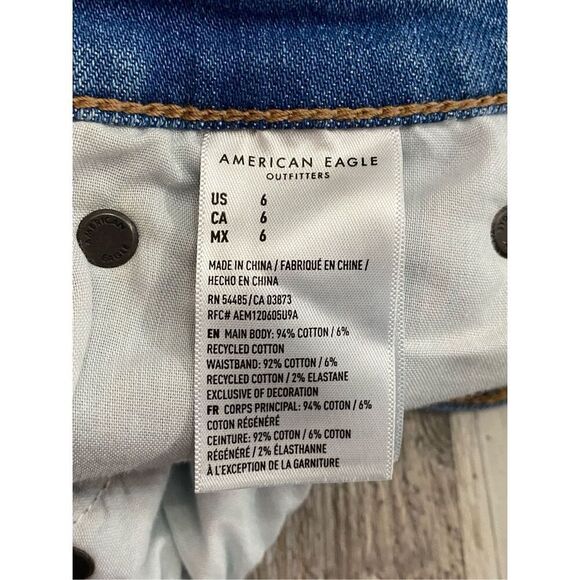 AMERICAN EAGLE
OUTFITTERS
US 6
CA 6
MX 6
MADE IN CHINA / FABRIQUÉ EN CHINE /
HECHO EN CHINA
RN 54485/CA 03873
RFC# AEM120605U9A
EN MAIN BODY: 94% COTTON / 6%
RECYCLED COTTON
WAISTBAND: 92% COTTON / 6%
RECYCLED COTTON / 2% ELASTANE
EXCLUSIVE OF DECORATION
FR CORPS PRINCIPAL: 94% COTON / 6%
COTON RÉGÉNÉRÉ
CEINTURE: 92% COTON / 6% COTON
RÉGÉNÉRÉ / 2% ÉLASTHANNE
À L'EXCEPTION DE LA GARNITURE
AMERICAN
EAGLE